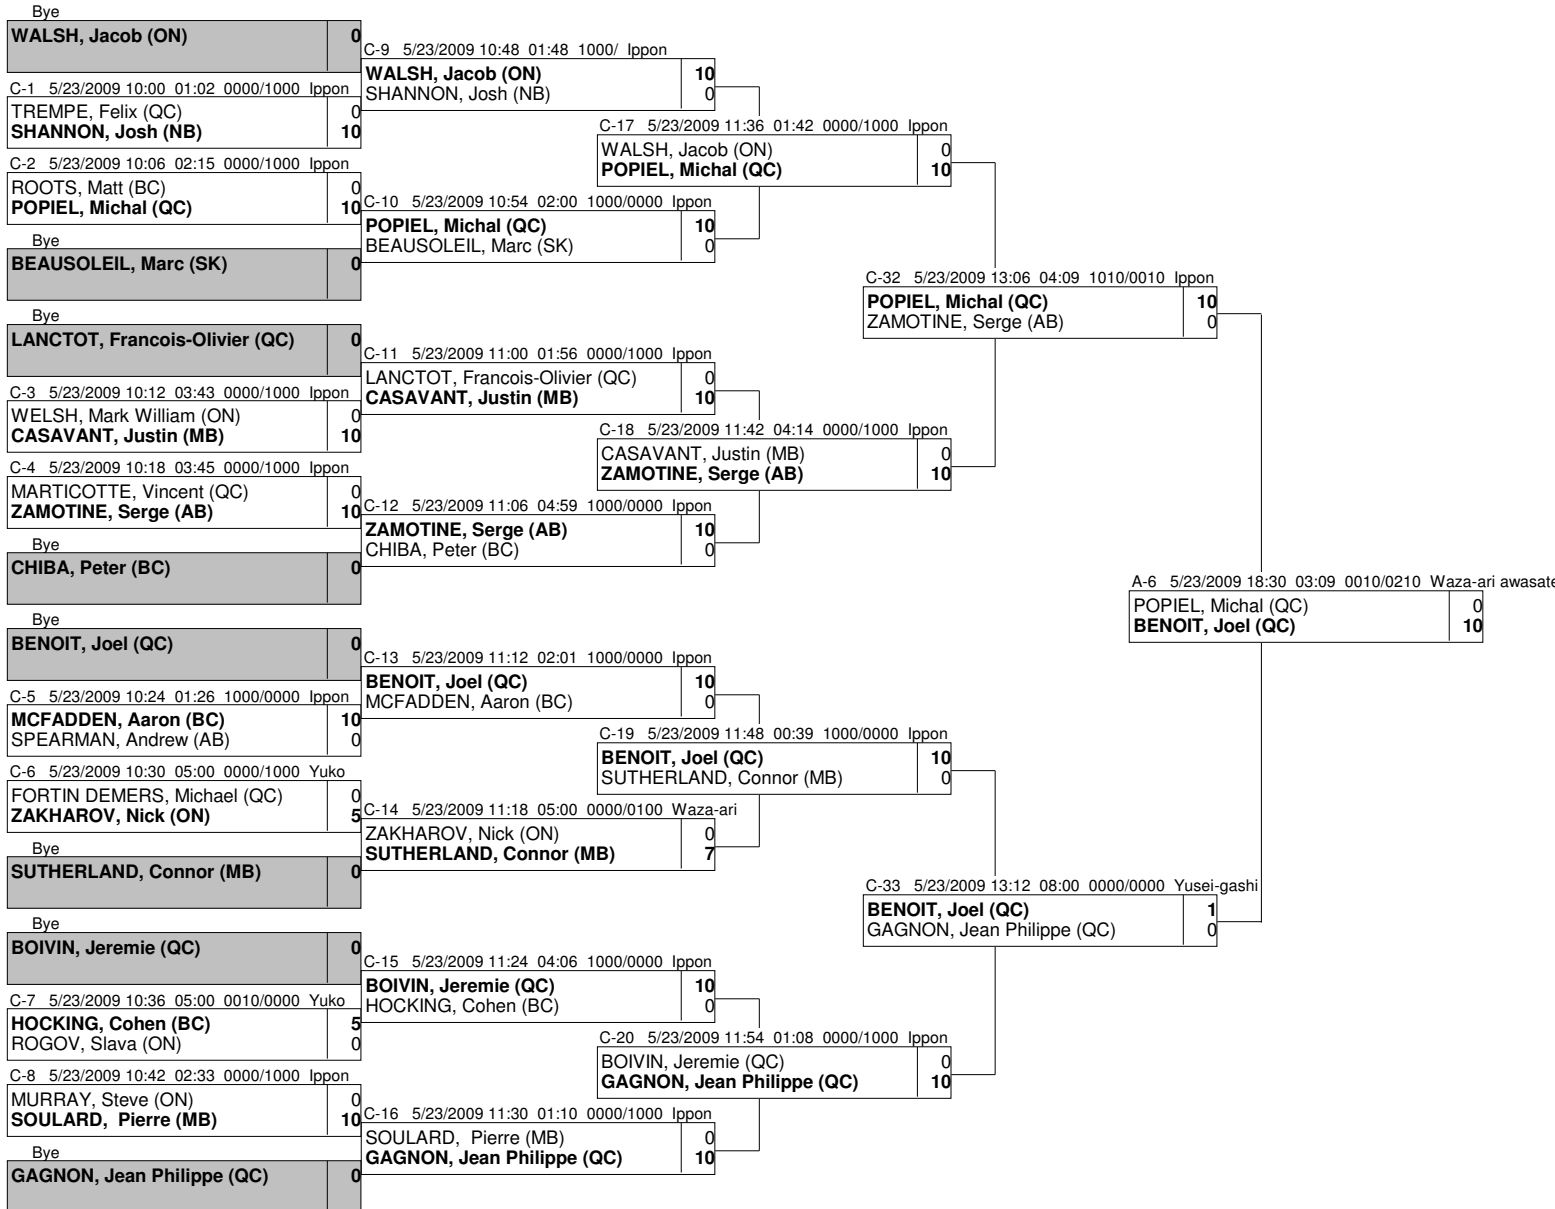 Bye
WALSH, Jacob (ON) 0
C-1 5/23/2009 10:00 01:02 0000/1000 Ippon
TREMPE, Felix (QC) 0
SHANNON, Josh (NB) 10
C-2 5/23/2009 10:06 02:15 0000/1000 Ippon
ROOTS, Matt (BC) 0
POPIEL, Michal (QC) 10
Bye
BEAUSOLEIL, Marc (SK) 0
Bye
LANCTOT, Francois-Olivier (QC) 0
C-3 5/23/2009 10:12 03:43 0000/1000 Ippon
WELSH, Mark William (ON) 0
CASAVANT, Justin (MB) 10
C-4 5/23/2009 10:18 03:45 0000/1000 Ippon
MARTICOTTE, Vincent (QC) 0
ZAMOTINE, Serge (AB) 10
Bye
CHIBA, Peter (BC) 0
Bye
BENOIT, Joel (QC) 0
C-5 5/23/2009 10:24 01:26 1000/0000 Ippon
MCFADDEN, Aaron (BC) 10
SPEARMAN, Andrew (AB) 0
C-6 5/23/2009 10:30 05:00 0000/1000 Yuko
FORTIN DEMERS, Michael (QC) 0
ZAKHAROV, Nick (ON) 5
Bye
SUTHERLAND, Connor (MB) 0
Bye
BOIVIN, Jeremie (QC) 0
C-7 5/23/2009 10:36 05:00 0010/0000 Yuko
HOCKING, Cohen (BC) 5
ROGOV, Slava (ON) 0
C-8 5/23/2009 10:42 02:33 0000/1000 Ippon
MURRAY, Steve (ON) 0
SOULARD, Pierre (MB) 10
Bye
GAGNON, Jean Philippe (QC) 0
C-9 5/23/2009 10:48 01:48 1000/ Ippon
WALSH, Jacob (ON) 10
SHANNON, Josh (NB) 0
C-10 5/23/2009 10:54 02:00 1000/0000 Ippon
POPIEL, Michal (QC) 10
BEAUSOLEIL, Marc (SK) 0
C-11 5/23/2009 11:00 01:56 0000/1000 Ippon
LANCTOT, Francois-Olivier (QC) 0
CASAVANT, Justin (MB) 10
C-12 5/23/2009 11:06 04:59 1000/0000 Ippon
ZAMOTINE, Serge (AB) 10
CHIBA, Peter (BC) 0
C-13 5/23/2009 11:12 02:01 1000/0000 Ippon
BENOIT, Joel (QC) 10
MCFADDEN, Aaron (BC) 0
C-14 5/23/2009 11:18 05:00 0000/0100 Waza-ari
ZAKHAROV, Nick (ON) 0
SUTHERLAND, Connor (MB) 7
C-15 5/23/2009 11:24 04:06 1000/0000 Ippon
BOIVIN, Jeremie (QC) 10
HOCKING, Cohen (BC) 0
C-16 5/23/2009 11:30 01:10 0000/1000 Ippon
SOULARD, Pierre (MB) 0
GAGNON, Jean Philippe (QC) 10
C-17 5/23/2009 11:36 01:42 0000/1000 Ippon
WALSH, Jacob (ON) 0
POPIEL, Michal (QC) 10
C-18 5/23/2009 11:42 04:14 0000/1000 Ippon
CASAVANT, Justin (MB) 0
ZAMOTINE, Serge (AB) 10
C-19 5/23/2009 11:48 00:39 1000/0000 Ippon
BENOIT, Joel (QC) 10
SUTHERLAND, Connor (MB) 0
C-20 5/23/2009 11:54 01:08 0000/1000 Ippon
BOIVIN, Jeremie (QC) 0
GAGNON, Jean Philippe (QC) 10
C-32 5/23/2009 13:06 04:09 1010/0010 Ippon
POPIEL, Michal (QC) 10
ZAMOTINE, Serge (AB) 0
C-33 5/23/2009 13:12 08:00 0000/0000 Yusei-gashi
BENOIT, Joel (QC) 1
GAGNON, Jean Philippe (QC) 0
A-6 5/23/2009 18:30 03:09 0010/0210 Waza-ari awasate
POPIEL, Michal (QC) 0
BENOIT, Joel (QC) 10